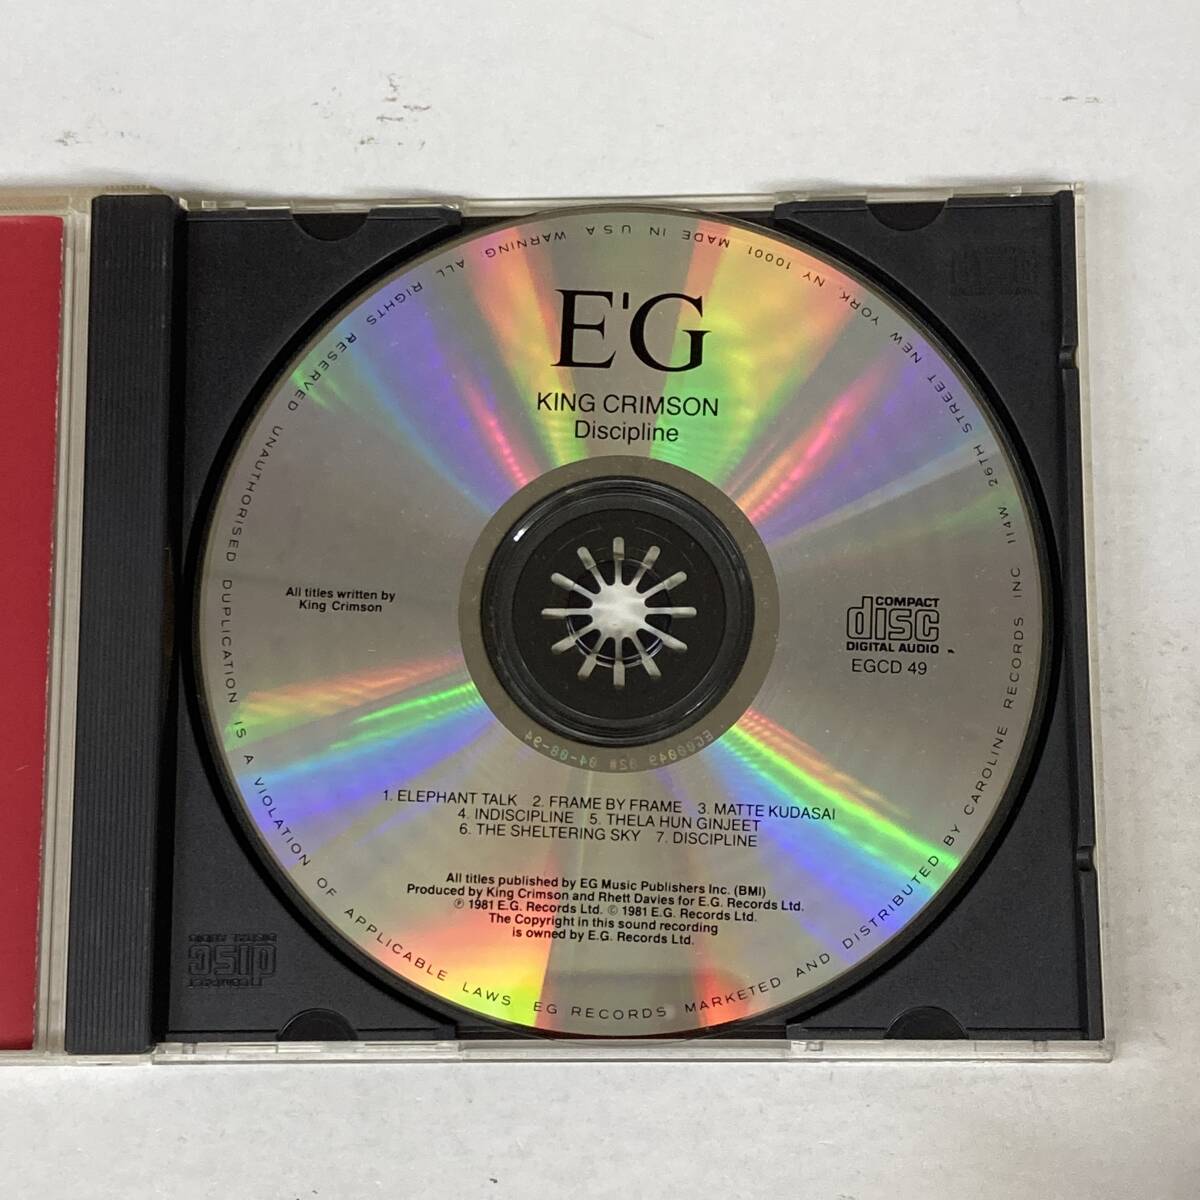 E'G
KING CRIMSON
Discipline
All titles written by
King Crimson
COMPACT
disc
DIGITAL AUDIO
EGCD 49
1. ELEPHANT TALK 2. FRAME BY FRAME 3. MATTE KUDASAI
4. INDISCIPLINE 5. THELA HUN GINJEET
6. THE SHELTERING SKY 7. DISCIPLINE
All titles published by EG Music Publishers Inc. (BMI)
Produced by King Crimson and Rhett Davies for E.G. Records Ltd.
℗ 1981 E.G. Records Ltd. © 1981 E.G. Records Ltd.
The Copyright in this sound recording
is owned by E.G. Records Ltd.
WARNING ALL RIGHTS RESERVED UNAUTHORISED DUPLICATION IS A VIOLATION OF APPLICABLE LAWS EG RECORDS MARKETED AND DISTRIBUTED BY CAROLINE RECORDS INC 114W 26TH STREET NEW YORK, NY 10001 MADE IN USA